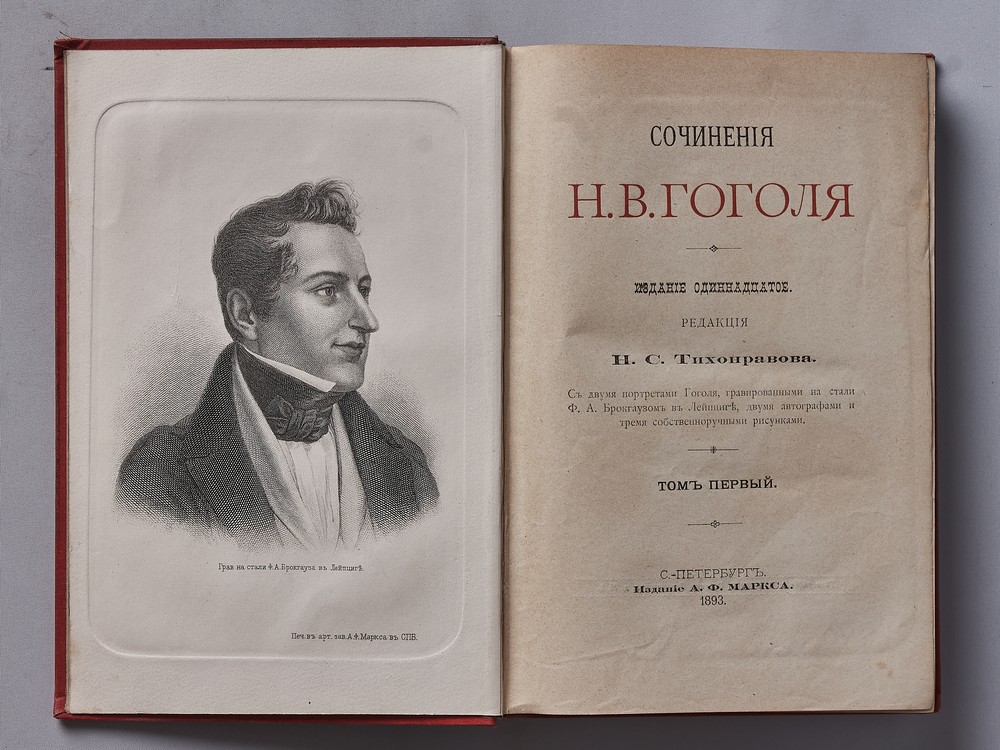 Грав на стали Ф.А.Брокгауза въ Лейпцигѣ.
Печ.въ арт. зав.А.Ф.Маркса въ СПБ.
СОЧИНЕНІЯ
Н.В.ГОГОЛЯ
ИЗДАНІЕ ОДИННАДЦАТОЕ.
РЕДАКЦІЯ
Н. С. Тихонравова.
Съ двумя портретами Гоголя, гравированными на стали
Ф. А. Брокгаузомъ въ Лейпцигѣ, двумя автографами и
тремя собственноручными рисунками.
ТОМЪ ПЕРВЫЙ.
С.-ПЕТЕРБУРГЪ.
Изданіе А. Ф. МАРКСА.
1893.